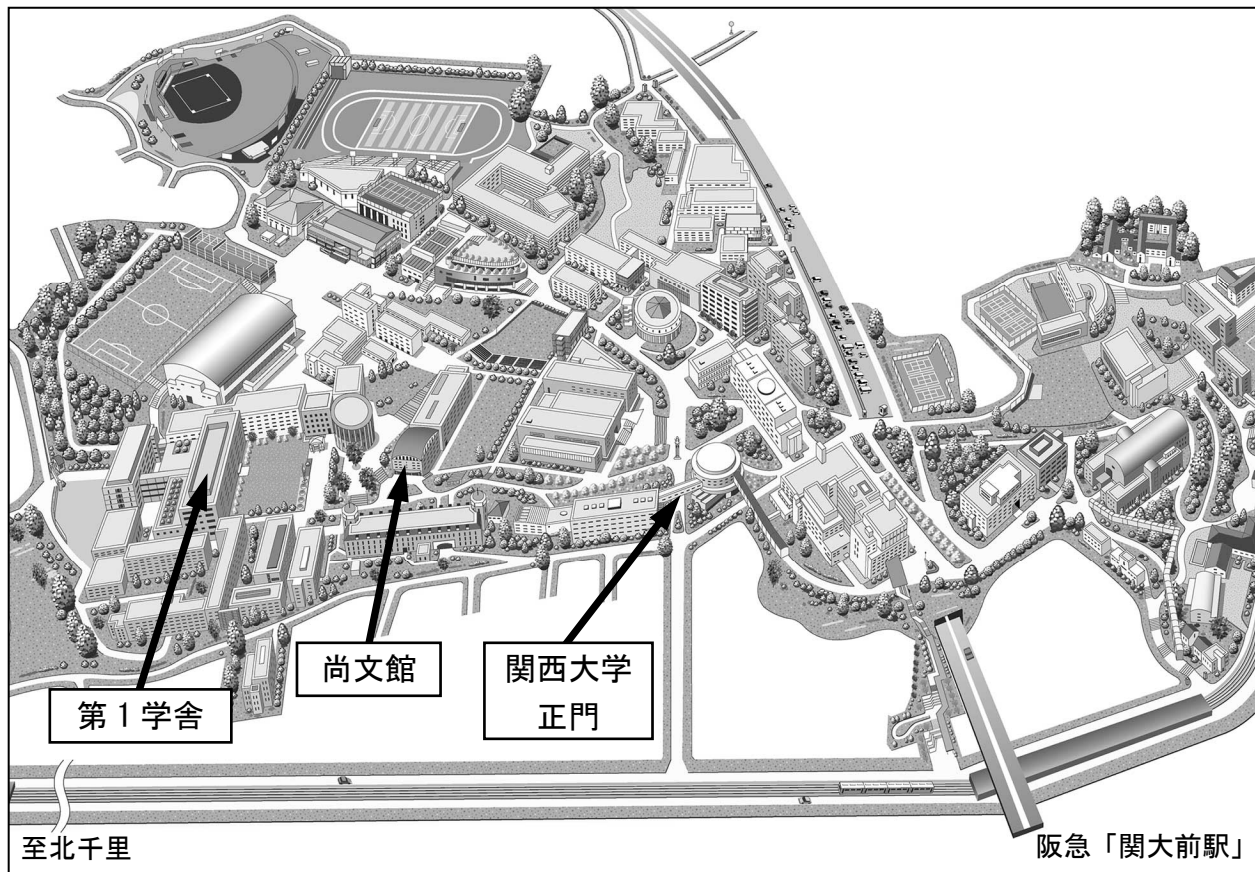 尚文館
関西大学
正門
第1学舎
至北千里
阪急「関大前駅」